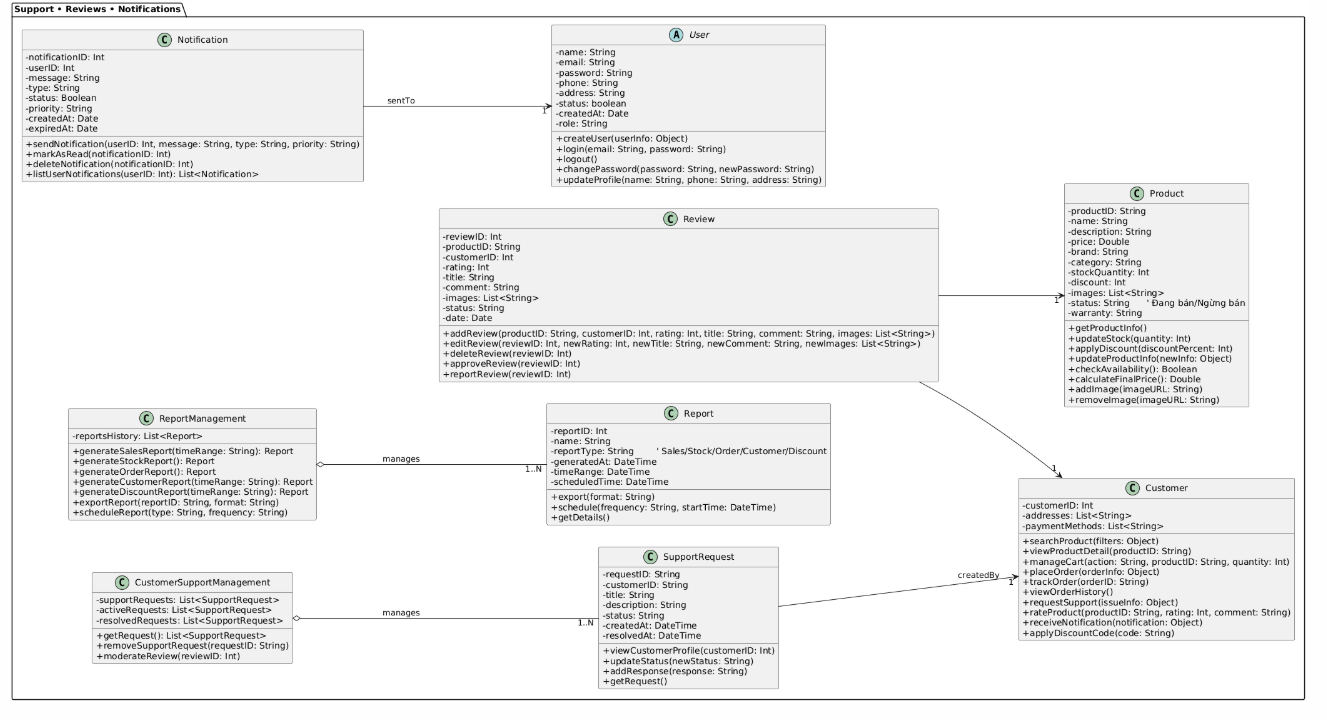 Support • Reviews • Notifications
C Notification
-notificationID: Int
-userID: Int
-message: String
-type: String
-status: Boolean
-priority: String
-createdAt: Date
-expiredAt: Date
+sendNotification(userID: Int, message: String, type: String, priority: String)
+markAsRead(notificationID: Int)
+deleteNotification(notificationID: Int)
+listUserNotifications(userID: Int): List<Notification>
sentTo
1
A User
-name: String
-email: String
-password: String
-phone: String
-address: String
-status: boolean
-createdAt: Date
-role: String
+createUser(userInfo: Object)
+login(email: String, password: String)
+logout()
+changePassword(password: String, newPassword: String)
+updateProfile(name: String, phone: String, address: String)
C Review
-reviewID: Int
-productID: String
-customerID: Int
-rating: Int
-title: String
-comment: String
-images: List<String>
-status: String
-date: Date
+addReview(productID: String, customerID: Int, rating: Int, title: String, comment: String, images: List<String>)
+editReview(reviewID: Int, newRating: Int, newTitle: String, newComment: String, newImages: List<String>)
+deleteReview(reviewID: Int)
+approveReview(reviewID: Int)
+reportReview(reviewID: Int)
1
C Product
-productID: String
-name: String
-description: String
-price: Double
-brand: String
-category: String
-stockQuantity: Int
-discount: Int
-images: List<String>
-status: String ' Đang bán/Ngừng bán
-warranty: String
+getProductInfo()
+updateStock(quantity: Int)
+applyDiscount(discountPercent: Int)
+updateProductInfo(newInfo: Object)
+checkAvailability(): Boolean
+calculateFinalPrice(): Double
+addImage(imageURL: String)
+removeImage(imageURL: String)
C ReportManagement
-reportsHistory: List<Report>
+generateSalesReport(timeRange: String): Report
+generateStockReport(): Report
+generateOrderReport(): Report
+generateCustomerReport(timeRange: String): Report
+generateDiscountReport(timeRange: String): Report
+exportReport(reportID: String, format: String)
+scheduleReport(type: String, frequency: String)
manages
1..N
C Report
-reportID: Int
-name: String
-reportType: String ' Sales/Stock/Order/Customer/Discount
-generatedAt: DateTime
-timeRange: DateTime
-scheduledTime: DateTime
+export(format: String)
+schedule(frequency: String, startTime: DateTime)
+getDetails()
1
C Customer
-customerID: Int
-addresses: List<String>
-paymentMethods: List<String>
+searchProduct(filters: Object)
+viewProductDetail(productID: String)
+manageCart(action: String, productID: String, quantity: Int)
+placeOrder(orderInfo: Object)
+trackOrder(orderID: String)
+viewOrderHistory()
+requestSupport(issueInfo: Object)
+rateProduct(productID: String, rating: Int, comment: String)
+receiveNotification(notification: Object)
+applyDiscountCode(code: String)
C CustomerSupportManagement
-supportRequests: List<SupportRequest>
-activeRequests: List<SupportRequest>
-resolvedRequests: List<SupportRequest>
+getRequest(): List<SupportRequest>
+removeSupportRequest(requestID: String)
+moderateReview(reviewID: Int)
manages
1..N
C SupportRequest
-requestID: String
-customerID: String
-title: String
-description: String
-status: String
-createdAt: DateTime
-resolvedAt: DateTime
+viewCustomerProfile(customerID: Int)
+updateStatus(newStatus: String)
+addResponse(response: String)
+getRequest()
createdBy
1